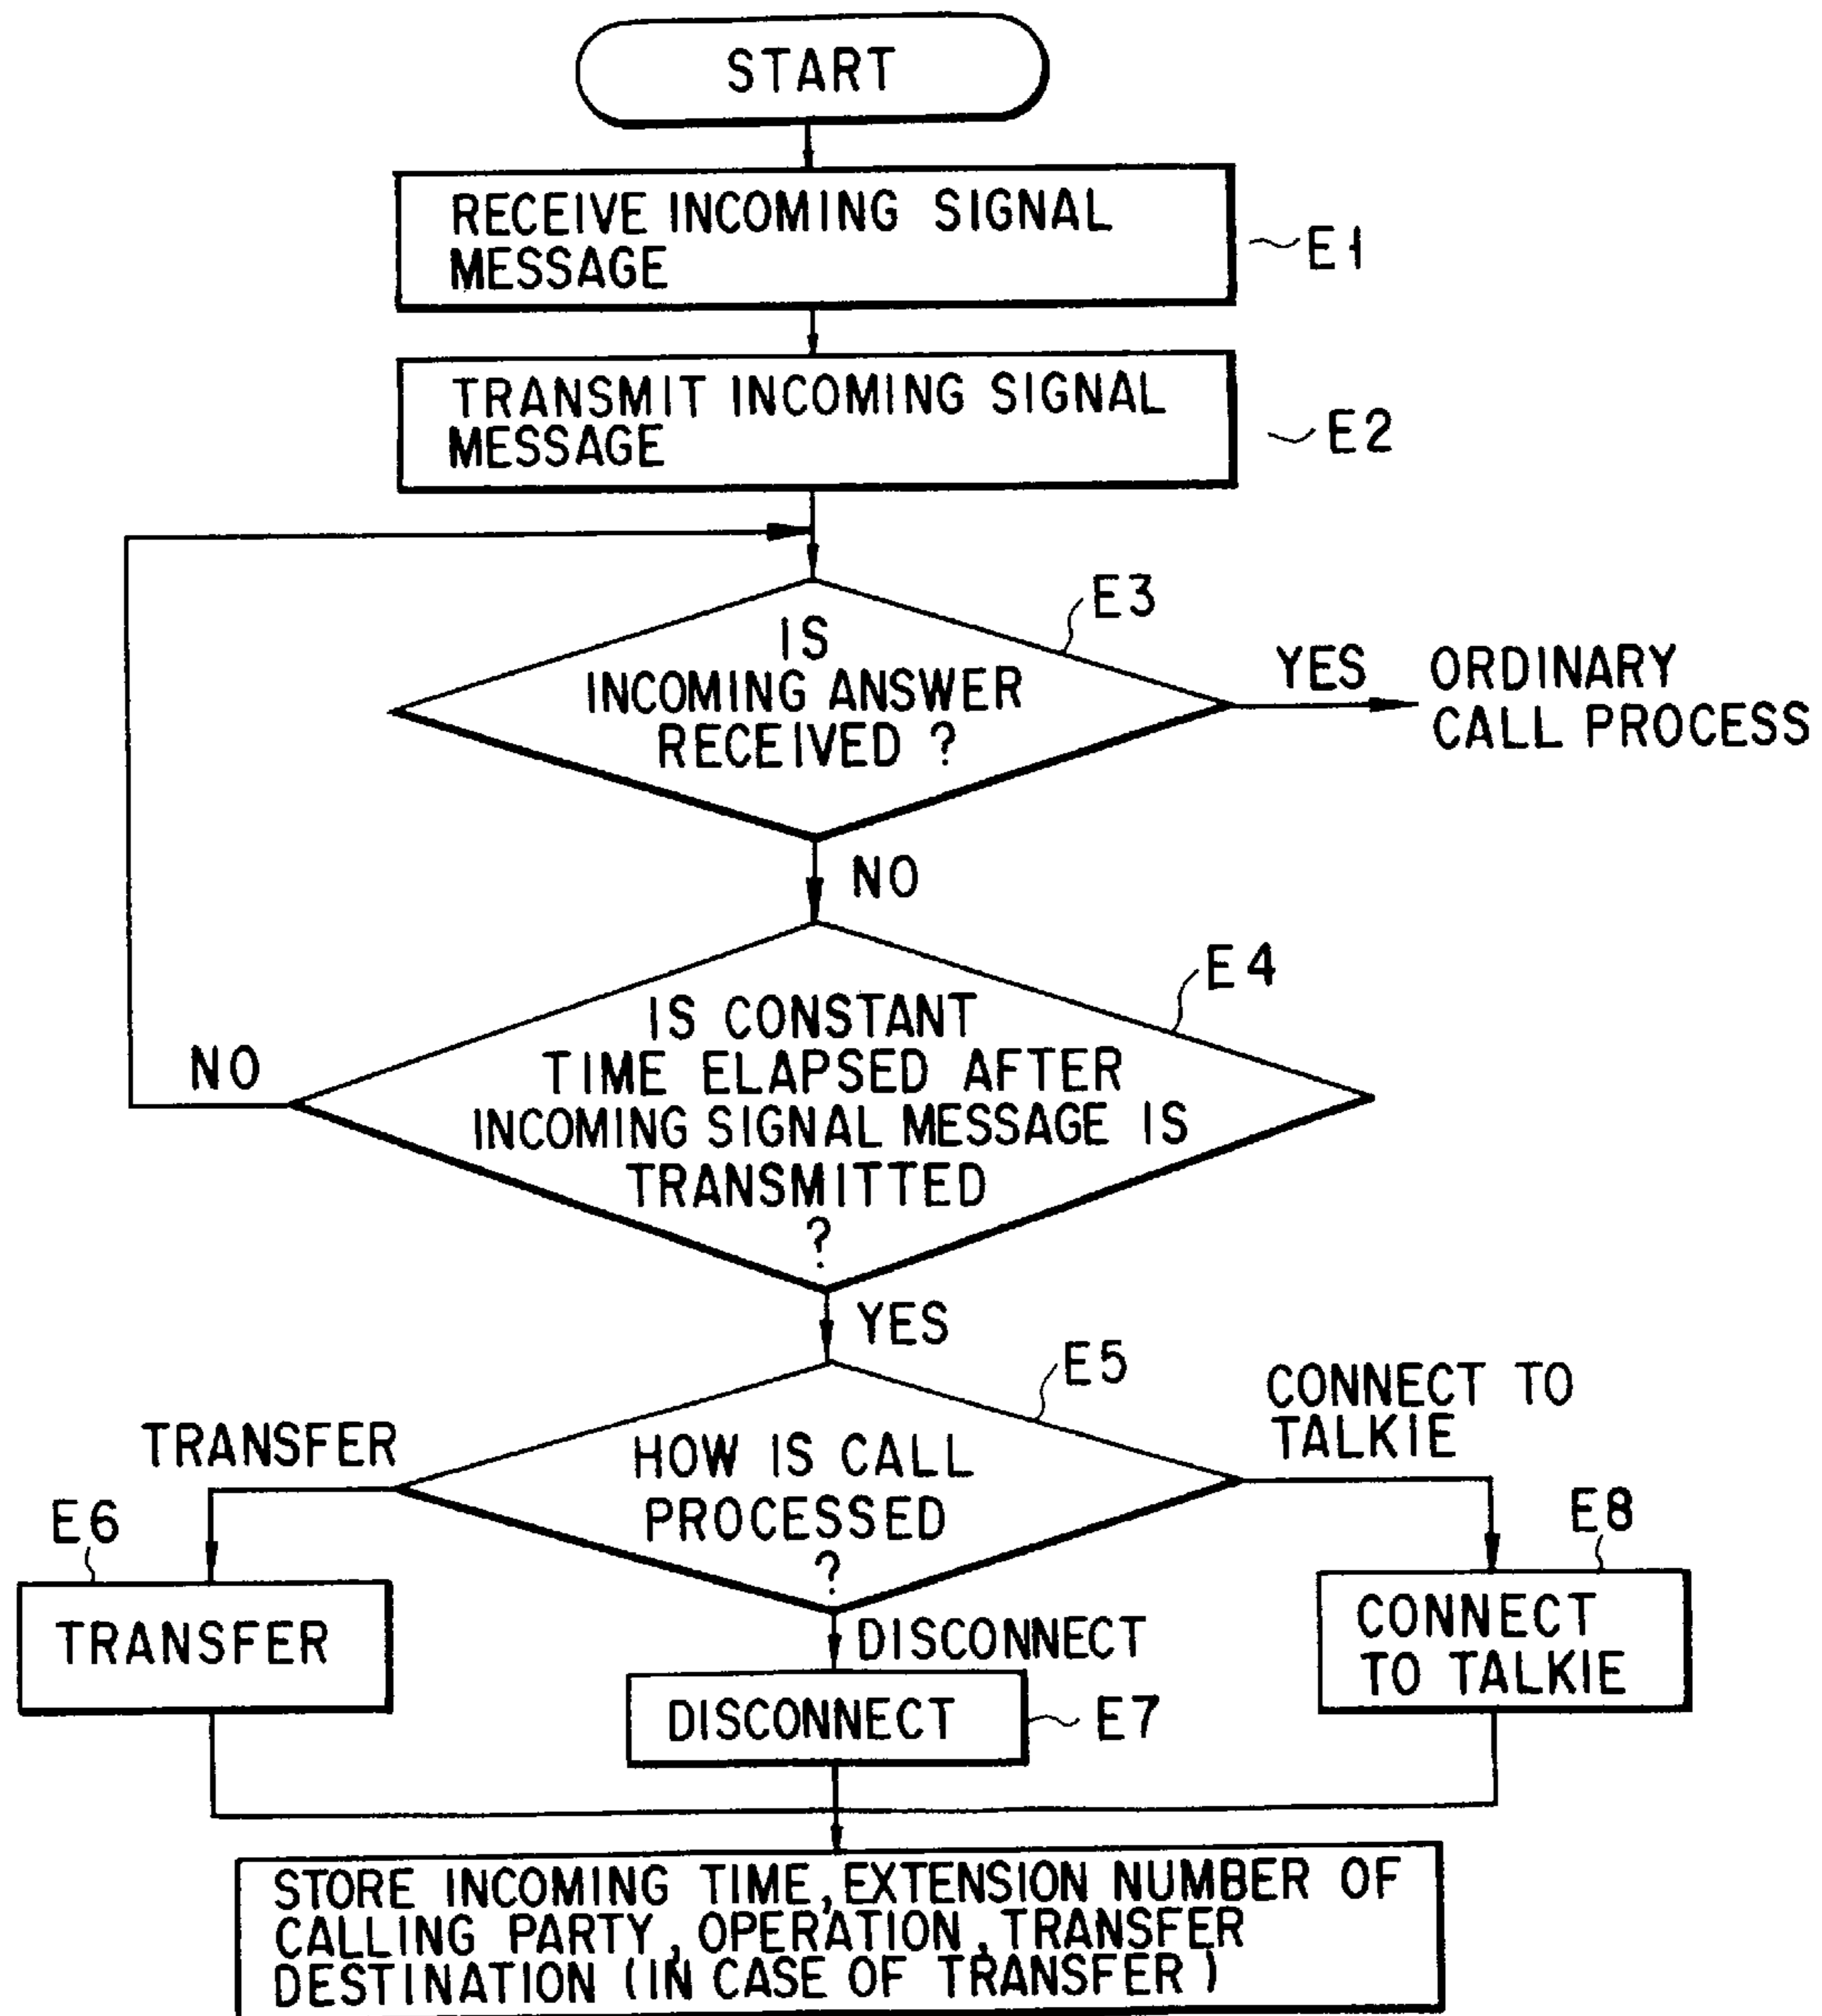 START
RECEIVE INCOMING SIGNAL
MESSAGE
E1
TRANSMIT INCOMING SIGNAL
MESSAGE
E2
E3
IS
INCOMING ANSWER
RECEIVED ?
YES
ORDINARY
CALL PROCESS
NO
E4
IS CONSTANT
TIME ELAPSED AFTER
INCOMING SIGNAL MESSAGE IS
TRANSMITTED
?
NO
YES
E5
HOW IS CALL
PROCESSED
?
TRANSFER
CONNECT TO
TALKIE
E6
TRANSFER
DISCONNECT
DISCONNECT
E7
E8
CONNECT
TO TALKIE
STORE INCOMING TIME, EXTENSION NUMBER OF
CALLING PARTY, OPERATION, TRANSFER
DESTINATION (IN CASE OF TRANSFER)